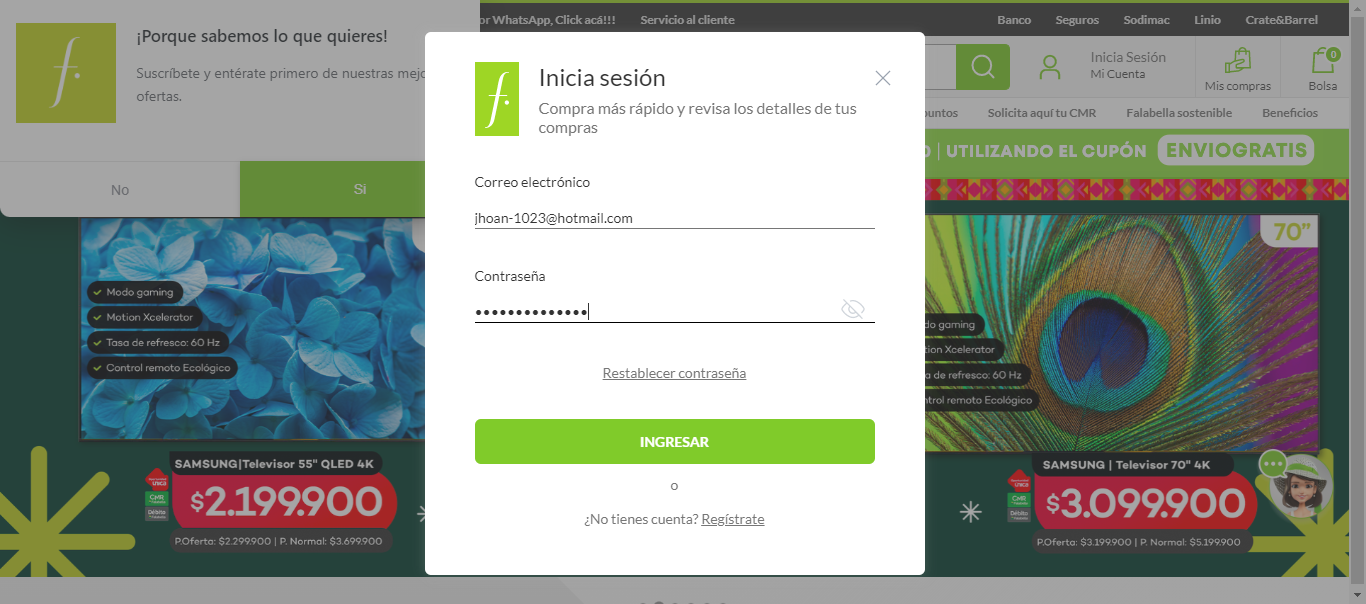 or WhatsApp, Click acá!!!
Servicio al cliente
Banco
Seguros
Sodimac
Linio
Crate&Barrel
¡Porque sabemos lo que quieres!
Suscríbete y entérate primero de nuestras mejo
ofertas.
No
Si
Inicia Sesión
Mi Cuenta
Mis compras
0
Bolsa
puntos
Solicita aquí tu CMR
Falabella sostenible
Beneficios
UTILIZANDO EL CUPÓN
ENVIOGRATIS
f.
Inicia sesión
Compra más rápido y revisa los detalles de tus
compras
Correo electrónico
jhoan-1023@hotmail.com
Contraseña
••••••••••••••
Restablecer contraseña
INGRESAR
o
¿No tienes cuenta? Regístrate
Modo gaming
Motion Xcelerator
Tasa de refresco: 60 Hz
Control remoto Ecológico
SAMSUNG|Televisor 55" QLED 4K
ÚNICA
CMR
Débito
$2.199.900
P.Oferta: $2.299.900 | P. Normal: $3.699.900
70”
do gaming
tion Xcelerator
a de refresco: 60 Hz
ntrol remoto Ecológico
SAMSUNG | Televisor 70" 4K
ÚNICA
CMR
Débito
$3.099.900
P.Oferta: $3.199.900 | P. Normal: $5.199.900